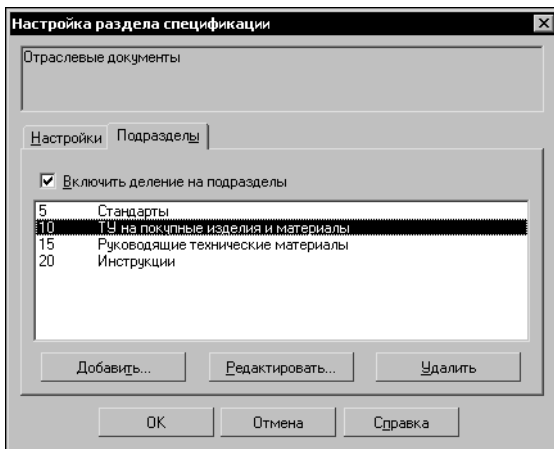 Настройка раздела спецификации
Отраслевые документы
Настройки Подразделы
Включить деление на подразделы
5 Стандарты
10 ТУ на покупные изделия и материалы
15 Руководящие технические материалы
20 Инструкции
Добавить... Редактировать... Удалить
OK Отмена Справка